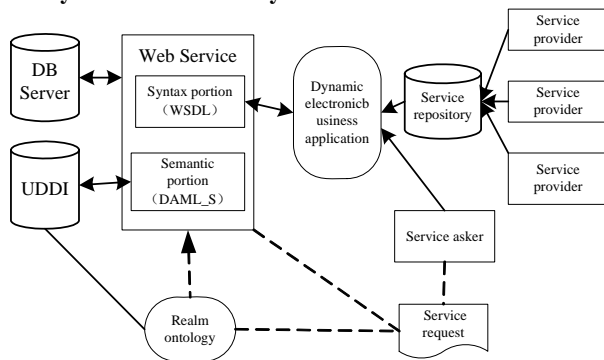 Web Service
DB
Server
Syntax portion
(WSDL)
UDDI
Semantic
portion
(DAML_S)
Dynamic
electronicb
usiness
application
Service
repository
Service
provider
Service
provider
Service
provider
Service asker
Realm
ontology
Service
request